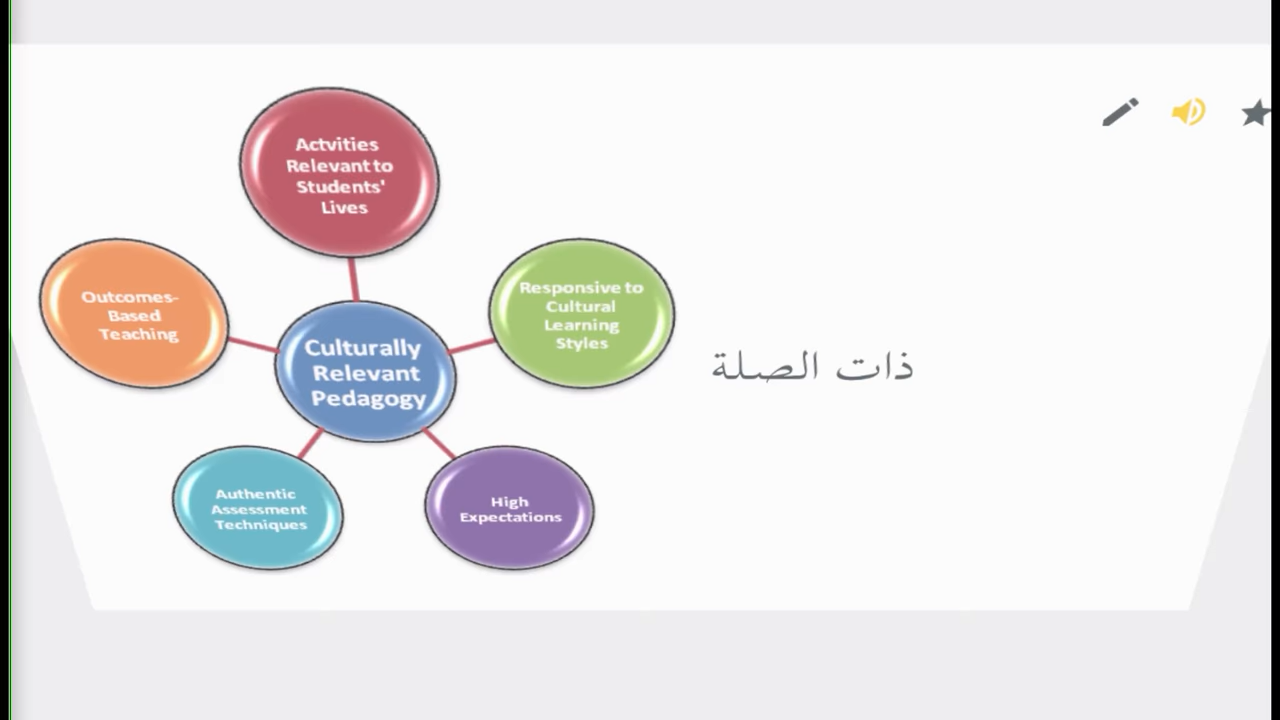 Actvities
Relevant to
Students'
Lives
Outcomes-
Based
Teaching
Responsive to
Cultural
Learning
Styles
Culturally
Relevant
Pedagogy
ذات الصلة
Authentic
Assessment
Techniques
High
Expectations